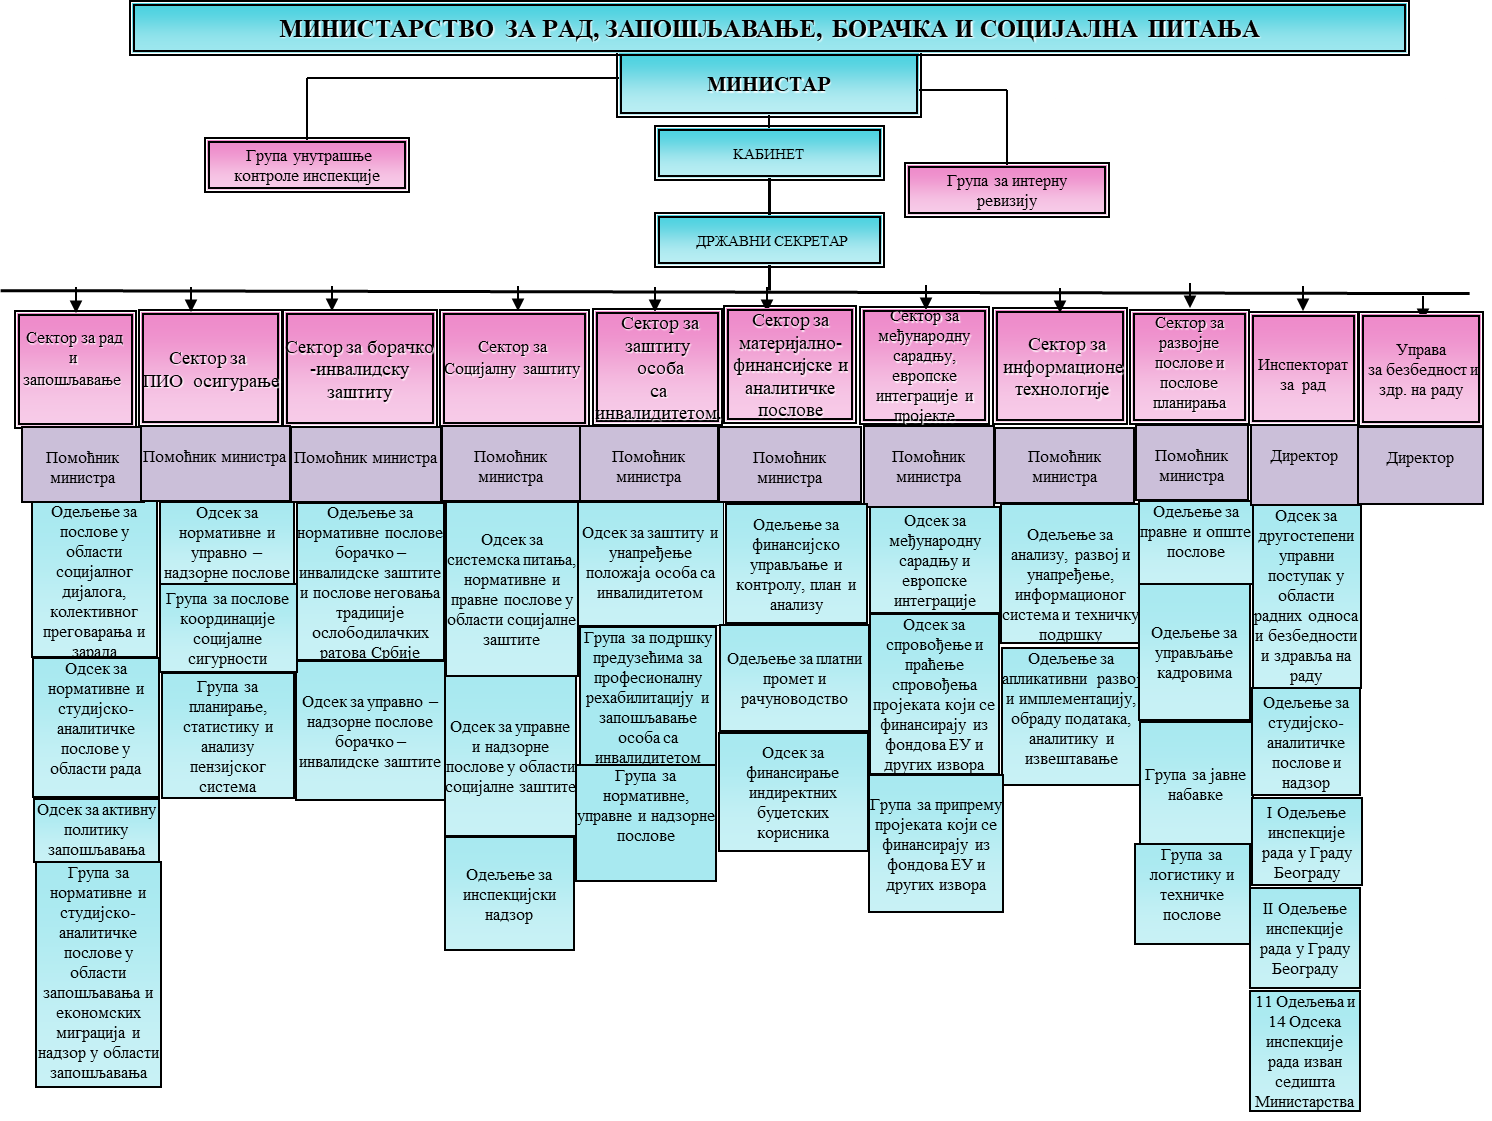 МИНИСТАРСТВО ЗА РАД, ЗАПОШЉАВАЊЕ, БОРАЧКА И СОЦИЈАЛНА ПИТАЊА
МИНИСТАР
Група унутрашње
контроле инспекције
КАБИНЕТ
Група за интерну
ревизију
ДРЖАВНИ СЕКРЕТАР
Сектор за рад
и
запошљавање
Помоћник
министра
Одељење за
послове у
области
социјалног
дијалога,
колективног
преговарања и
зарада
Одсек за
нормативне и
студијско-
аналитичке
послове у
области рада
Одсек за активну
политику
запошљавања
Група за
нормативне и
студијско-
аналитичке
послове у
области
запошљавања и
економских
миграција и
надзор у области
запошљавања
Сектор за
ПИО осигурање
Помоћник министра
Одсек за
нормативне и
управно –
надзорне послове
Група за послове
координације
социјалне
сигурности
Група за
планирање,
статистику и
анализу
пензијског
система
Сектор за борачко
-инвалидску
заштиту
Помоћник министра
Одељење за
нормативне послове
борачко –
инвалидске заштите
и послове неговања
традиције
ослободилачких
ратова Србије
Одсек за управно –
надзорне послове
борачко –
инвалидске заштите
Сектор за
Социјалну заштиту
Помоћник
министра
Одсек за
системска питања,
нормативне и
правне послове у
области социјалне
заштите
Одсек за управне
и надзорне
послове у области
социјалне заштите
Одељење за
инспекцијски
надзор
Сектор за
заштиту
особа
са
инвалидитетом
Помоћник
министра
Одсек за заштиту и
унапређење
положаја особа са
инвалидитетом
Група за подршку
предузећима за
професионалну
рехабилитацију и
запошљавање
особа са
инвалидитетом
Група за
нормативне,
управне и надзорне
послове
Сектор за
материјално-
финансијске и
аналитичке
послове
Помоћник
министра
Одељење за
финансијско
управљање и
контролу, план и
анализу
Одељење за платни
промет и
рачуноводство
Одсек за
финансирање
индиректних
буџетских
корисника
Сектор за
међународну
сарадњу,
европске
интеграције и
пројекте
Помоћник
министра
Одсек за
међународну
сарадњу и
европске
интеграције
Одсек за
спровођење и
праћење
спровођења
пројеката који се
финансирају из
фондова ЕУ и
других извора
Група за припрему
пројеката који се
финансирају из
фондова ЕУ и
других извора
Сектор за
информационе
технологије
Помоћник
министра
Одељење за
анализу, развој и
унапређење,
информационог
система и техничку
подршку
Одељење за
апликативни развој
и имплементацију,
обраду података,
аналитику и
извештавање
Сектор за
развојне
послове и
послове
планирања
Помоћник
министра
Одељење за
правне и опште
послове
Одељење за
управљање
кадровима
Група за јавне
набавке
Група за
логистику и
техничке
послове
Инспекторат
за рад
Директор
Одсек за
другостепени
управни
поступак у
области
радних односа
и безбедности
и здравља на
раду
Одељење за
студијско-
аналитичке
послове и
надзор
I Одељење
инспекције
рада у Граду
Београду
II Одељење
инспекције
рада у Граду
Београду
11 Одељења и
14 Одсека
инспекције
рада изван
седишта
Министарства
Управа
за безбедност и
здр. на раду
Директор